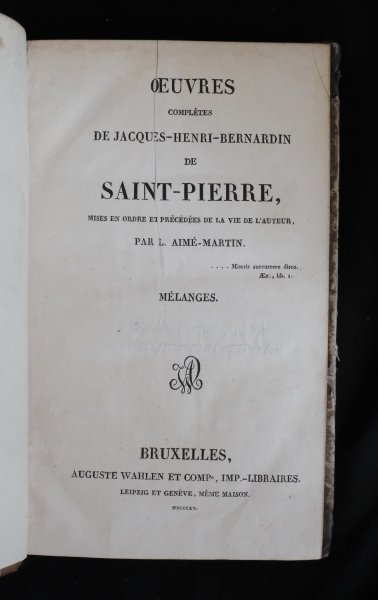 ŒUVRES
COMPLÈTES
DE JACQUES-HENRI-BERNARDIN
DE
SAINT-PIERRE,
MISES EN ORDRE ET PRÉCÉDÉES DE LA VIE DE L'AUTEUR,
PAR L. AIMÉ-MARTIN.
.... Miseris succurrere disco.
Æn., lib. I.
MÉLANGES.
BRUXELLES,
AUGUSTE WAHLEN ET COMPe, IMP.-LIBRAIRES.
LEIPZIG ET GENÈVE, MÊME MAISON.
MDCCCXX.